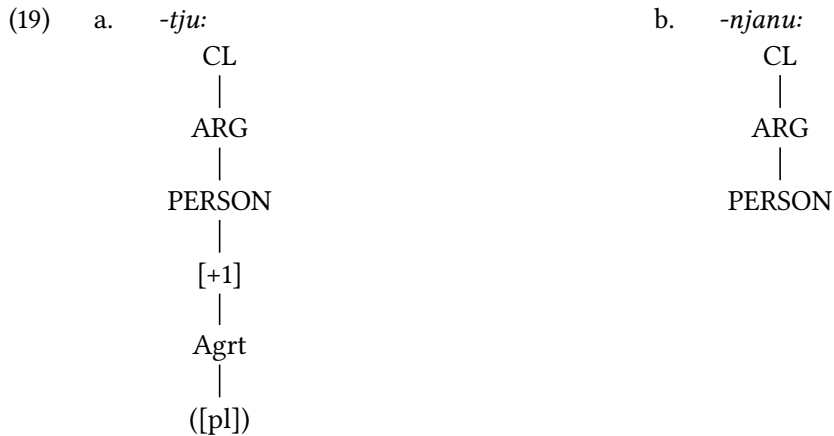 (19) a. -tju: b. -njanu:
CL CL
ARG ARG
PERSON PERSON
[+1]
Agrt
([pl])